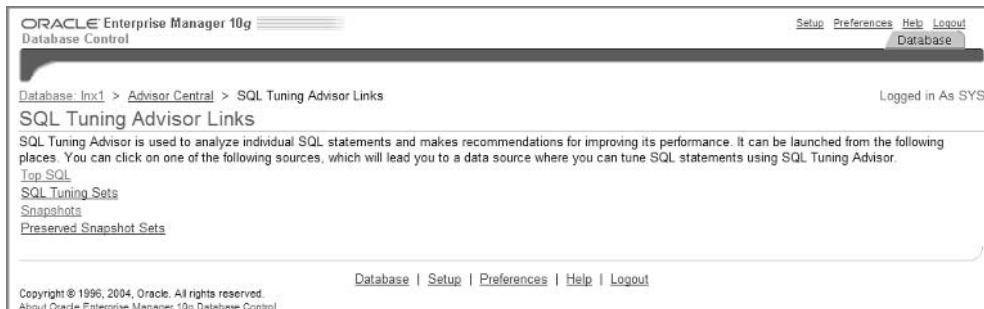 ORACLE Enterprise Manager 10g
Database Control
Setup Preferences Help Logout
Database
Database: lnx1 > Advisor Central > SQL Tuning Advisor Links
Logged in As SYS
SQL Tuning Advisor Links
SQL Tuning Advisor is used to analyze individual SQL statements and makes recommendations for improving its performance. It can be launched from the following
places. You can click on one of the following sources, which will lead you to a data source where you can tune SQL statements using SQL Tuning Advisor.
Top SQL
SQL Tuning Sets
Snapshots
Preserved Snapshot Sets
Database | Setup | Preferences | Help | Logout
Copyright © 1996, 2004, Oracle. All rights reserved.
About Oracle Enterprise Manager 10g Database Control